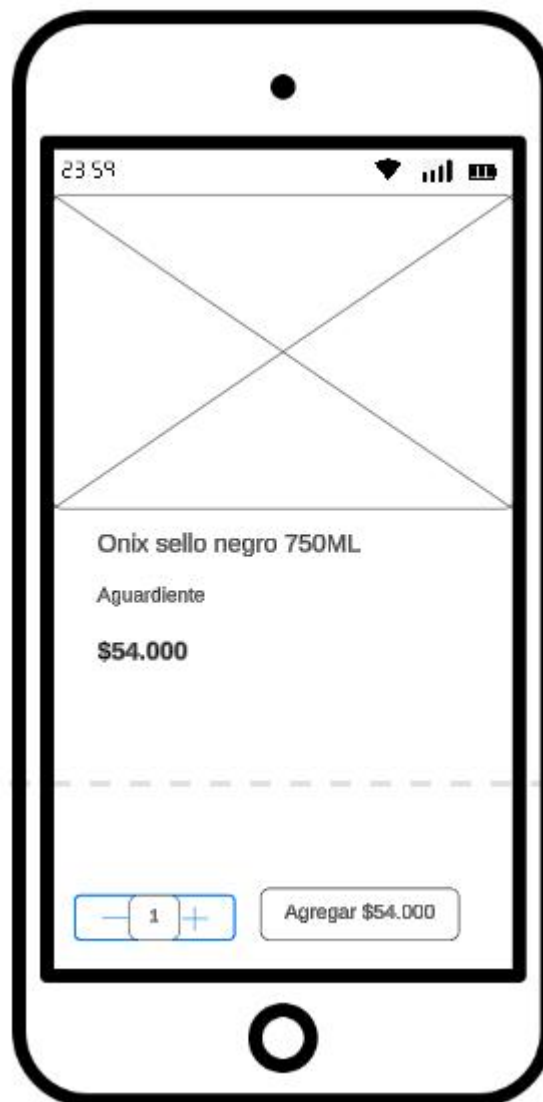 23:59
Onix sello negro 750ML
Aguardiente
$54.000
1
Agregar $54.000